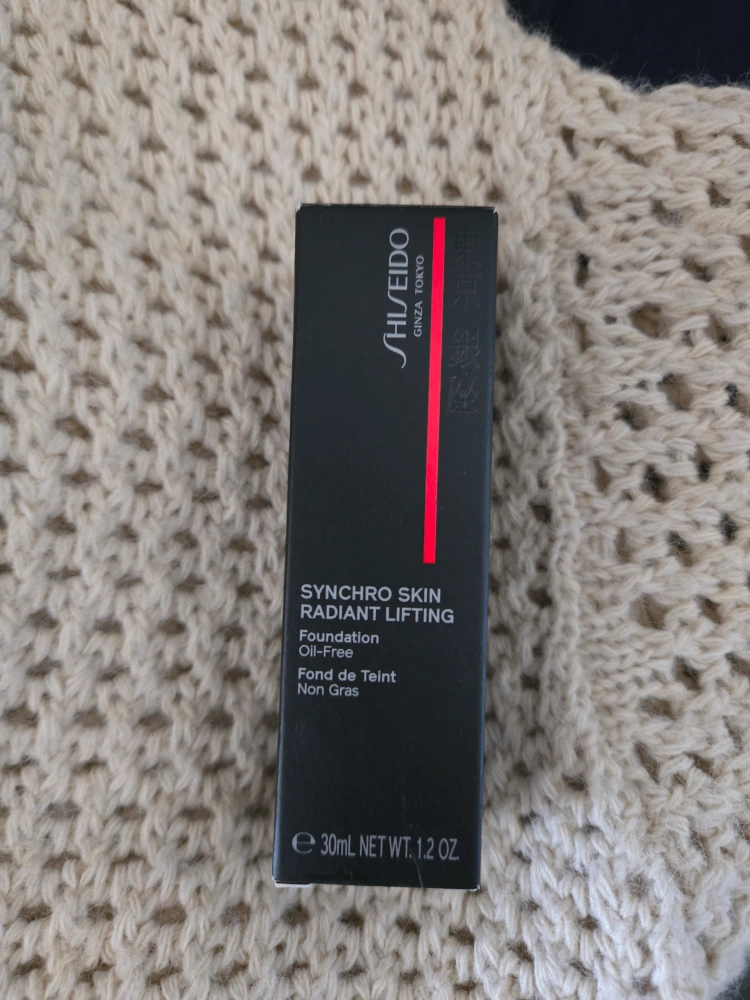 SHISEIDO
GINZA TOKYO
東京銀座
SYNCHRO SKIN
RADIANT LIFTING
Foundation
Oil-Free
Fond de Teint
Non Gras
℮ 30mL NET WT. 1.2 OZ.